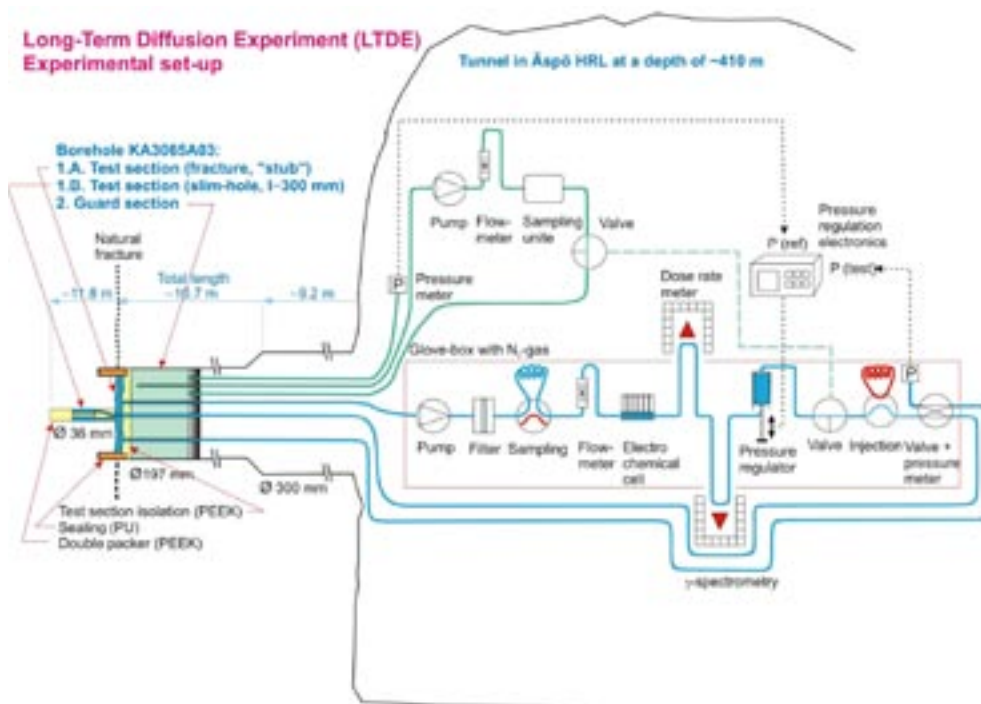 Long-Term Diffusion Experiment (LTDE)
Experimental set-up
Tunnel in Äspö HRL at a depth of ~410 m
Borehole KA3065A03:
1.A. Test section (fracture, "stub")
1.B. Test section (slim-hole, l~300 mm)
2. Guard section
Natural
fracture
Total length
~11.8 m
~10.7 m
~9.2 m
Pump
Flow-
meter
Sampling
unite
Valve
P
Pressure
meter
Pressure
regulation
electronics
P (ref)
P (test)
Dose rate
meter
Glove-box with N₂-gas
P
Pump
Filter
Sampling
Flow-
meter
Electro
chemical
cell
Pressure
regulator
Valve
Injection
Valve +
pressure
meter
Ø 36 mm
Ø197 mm
Ø 300 mm
Test section isolation (PEEK)
Sealing (PU)
Double packer (PEEK)
γ-spectrometry